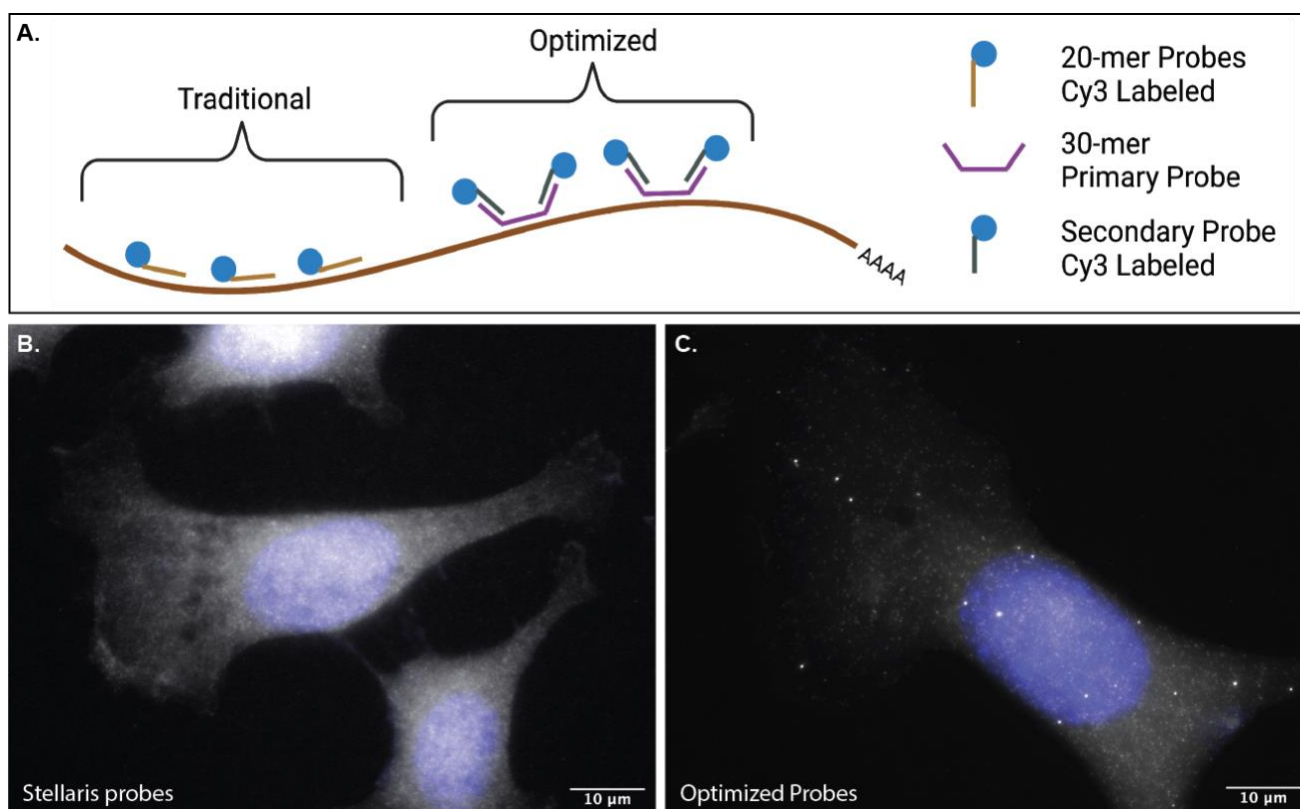 A.
Traditional
Optimized
20-mer Probes
Cy3 Labeled
30-mer
Primary Probe
Secondary Probe
Cy3 Labeled
AAAA
B.
Stellaris probes
10 μm
C.
Optimized Probes
10 μm